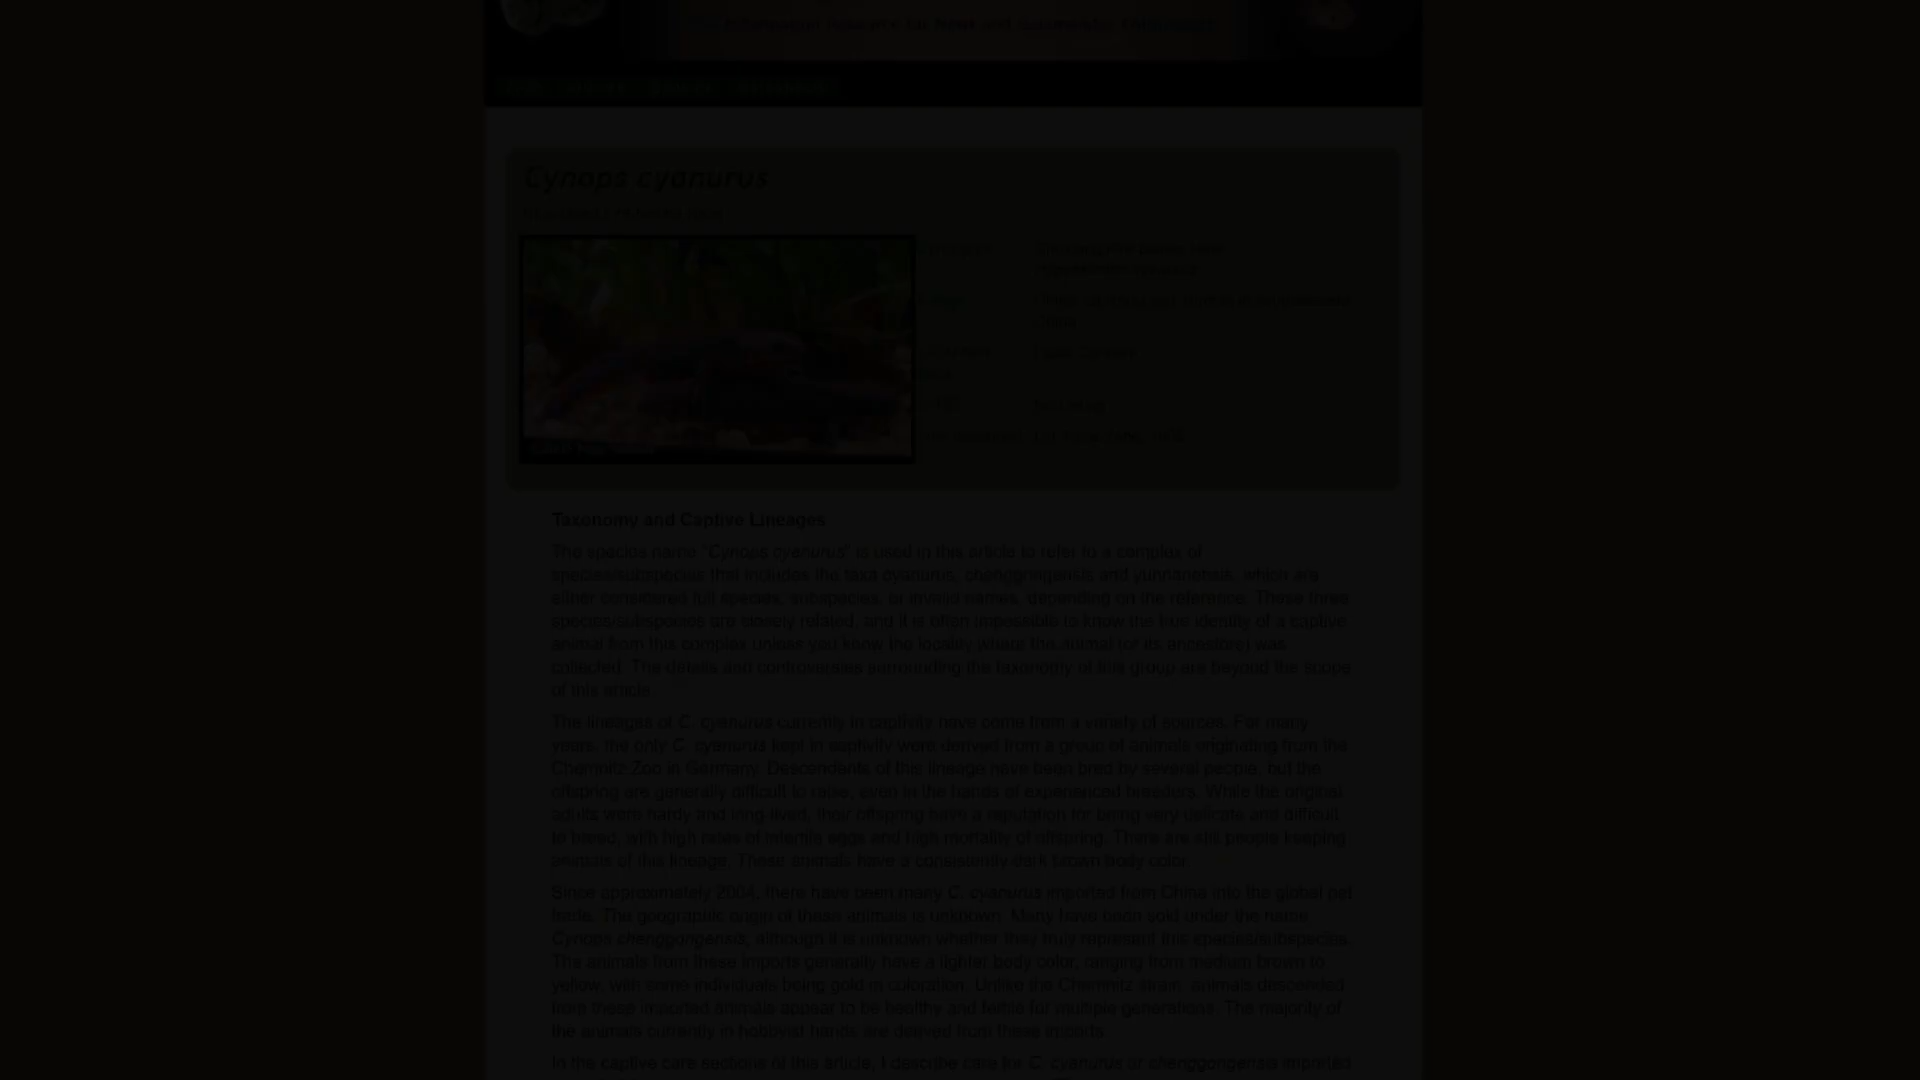 Cynops cyanurus
Taxonomy and Captive Lineages
The species name "Cynops cyanurus" is used in this article to refer to a complex of
species/subspecies that includes the taxa cyanurus, chenggongensis and yunnanensis, which are
either considered full species, subspecies, or invalid names, depending on the reference. These three
species/subspecies are closely related, and it is often impossible to know the true identity of a captive
animal from this complex unless you know the locality where the animal (or its ancestors) was
collected. The details and controversies surrounding the taxonomy of this group are beyond the scope
of this article.
The lineages of C. cyanurus currently in captivity have come from a variety of sources. For many
years, the only C. cyanurus kept in captivity were derived from a group of animals originating from the
Chemnitz Zoo in Germany. Descendents of this lineage have been bred by several people, but the
offspring are generally difficult to raise, even in the hands of experienced breeders. While the original
adults were hardy and long-lived, their offspring have a reputation for being very delicate and difficult
to breed, with high rates of infertile eggs and high mortality of offspring. There are still people keeping
animals of this lineage. These animals have a consistently dark brown body color.
Since approximately 2004, there have been many C. cyanurus imported from China into the global pet
trade. The geographic origin of these animals is unknown. Many have been sold under the name
Cynops chenggongensis, although it is unknown whether they truly represent this species/subspecies.
The animals from these imports generally have a lighter body color, ranging from medium brown to
yellow, with some individuals being gold in coloration. Unlike the Chemnitz strain, animals descended
from these imported animals appear to be healthy and fertile for multiple generations. The majority of
the animals currently in hobbyist hands are derived from these imports.
In the captive care sections of this article, I describe care for C. cyanurus or chenggongensis imported